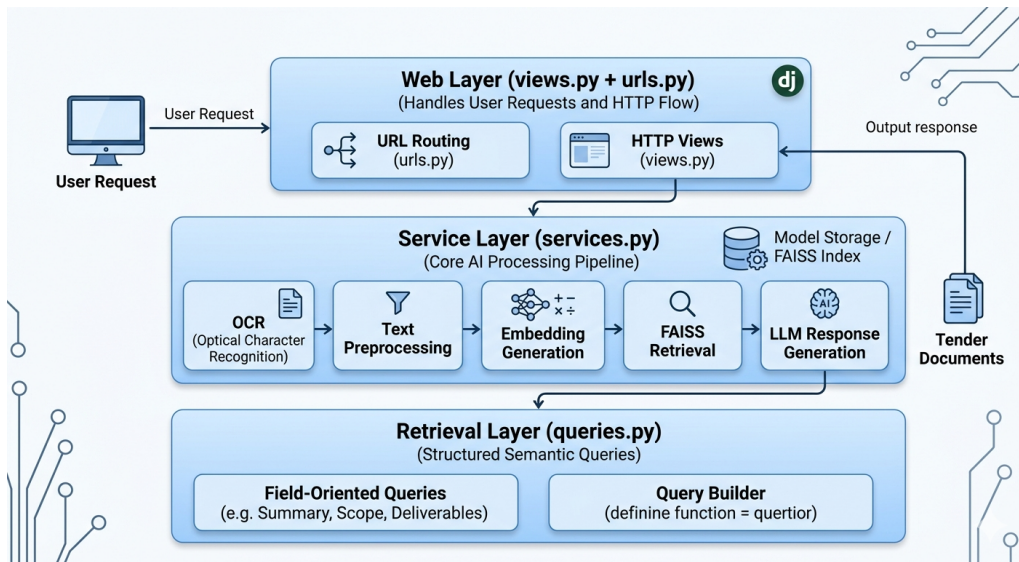 Web Layer (views.py + urls.py)
dj
(Handles User Requests and HTTP Flow)
User Request
Output response
URL Routing
(urls.py)
HTTP Views
(views.py)
User Request
Service Layer (services.py)
(Core AI Processing Pipeline)
Model Storage /
FAISS Index
OCR
(Optical Character
Recognition)
Text
Preprocessing
+ −
× ÷
Embedding
Generation
FAISS
Retrieval
AI
LLM Response
Generation
Tender
Documents
Retrieval Layer (queries.py)
(Structured Semantic Queries)
Field-Oriented Queries
(e.g. Summary, Scope, Deliverables)
Query Builder
(definine function = quertior)